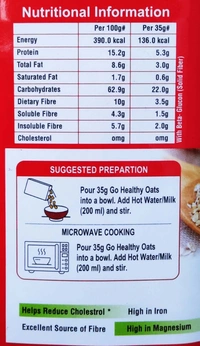 Nutritional Information
Per 100g# Per 35g#
Energy 390.0 kcal 136.0 kcal
Protein 15.2g 5.3g
Total Fat 8.6g 3.0g
Saturated Fat 1.7g 0.6g
Carbohydrates 62.9g 22.0g
Dietary Fibre 10g 3.5g
Soluble Fibre 4.3g 1.5g
Insoluble Fibre 5.7g 2.0g
Cholesterol omg omg
With Beta- Glucan (Solid Fiber)
SUGGESTED PREPARTION
Pour 35g Go Healthy Oats
into a bowl. Add Hot Water/Milk
(200 ml) and stir.
MICROWAVE COOKING
Pour 35g Go Healthy Oats
into a bowl. Add Hot Water/Milk
(200 ml) and stir.
Helps Reduce Cholestrol * High in Iron
Excellent Source of Fibre High in Magnesium